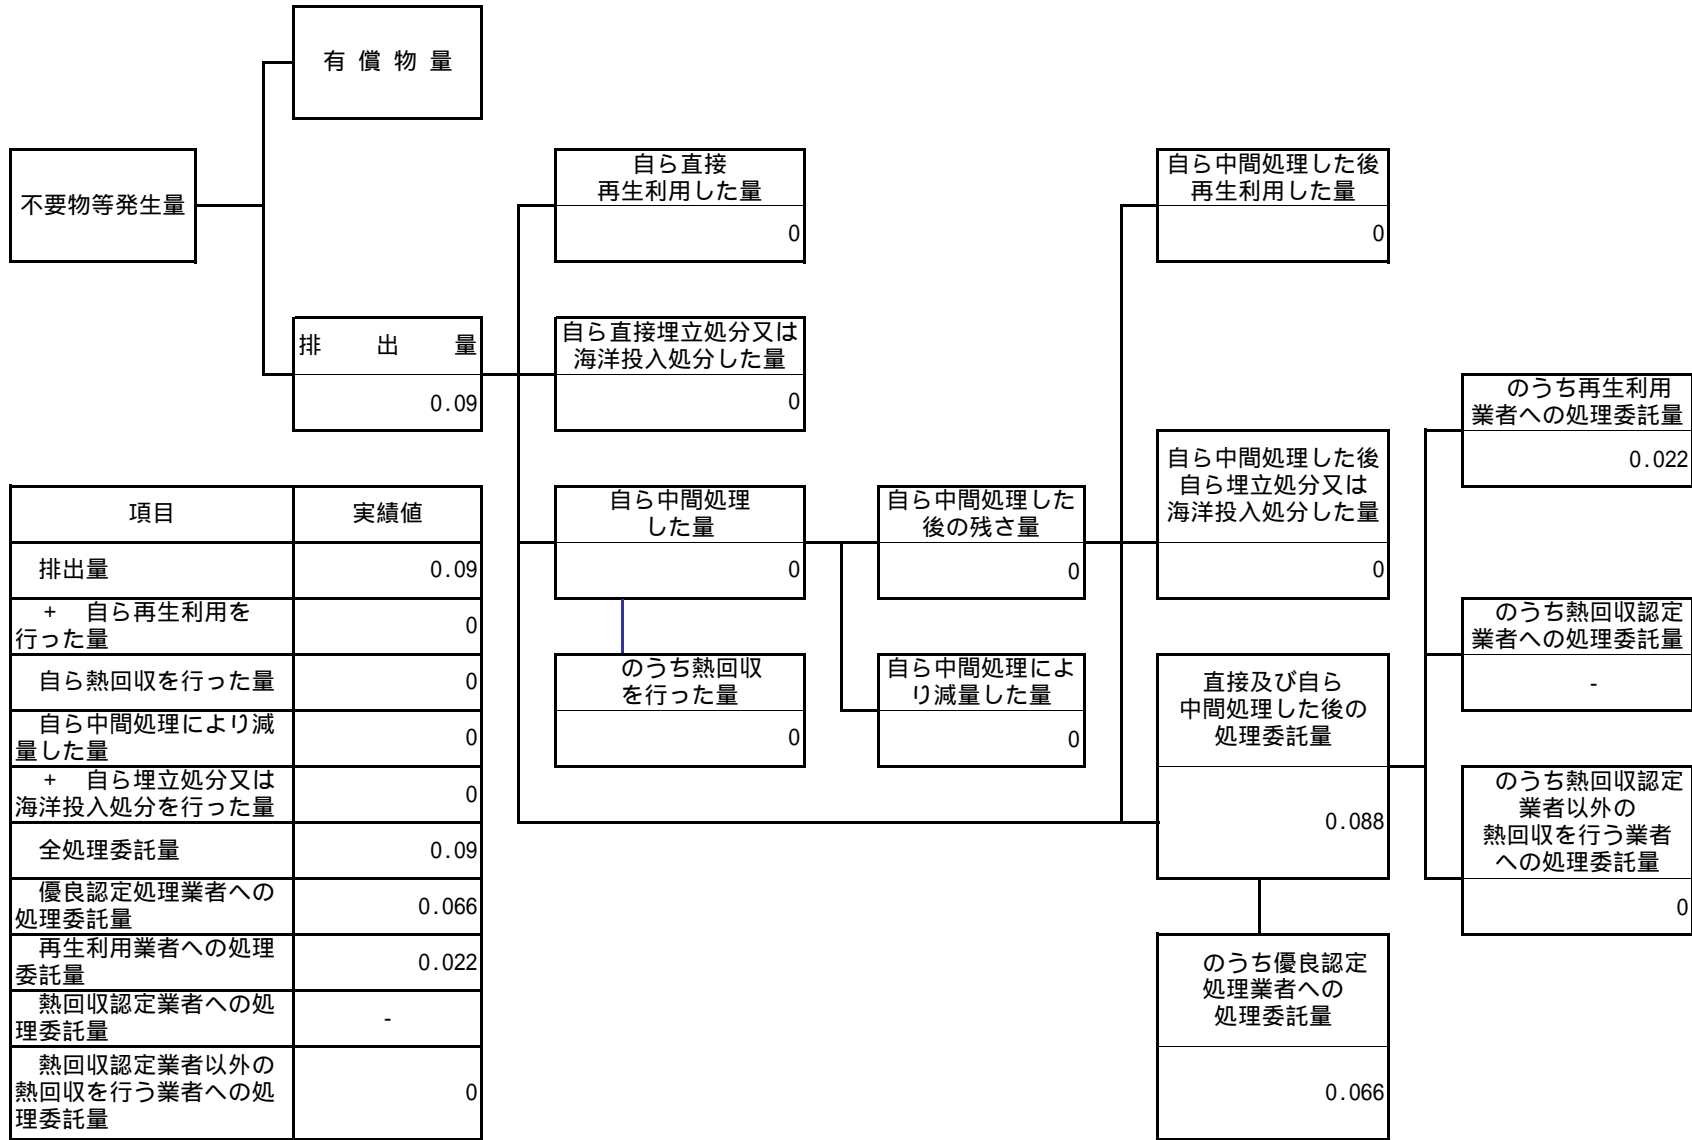 有償物量
不要物等発生量
排出量
0.09
自ら直接
再生利用した量
0
自ら直接埋立処分又は
海洋投入処分した量
0
自ら中間処理
した量
0
のうち熱回収
を行った量
0
自ら中間処理した
後の残さ量
0
自ら中間処理によ
り減量した量
0
自ら中間処理した後
再生利用した量
0
自ら中間処理した後
自ら埋立処分又は
海洋投入処分した量
0
直接及び自ら
中間処理した後の
処理委託量
0.088
のうち優良認定
処理業者への
処理委託量
0.066
のうち再生利用
業者への処理委託量
0.022
のうち熱回収認定
業者への処理委託量
-
のうち熱回収認定
業者以外の
熱回収を行う業者
への処理委託量
0
項目 実績値
排出量 0.09
+ 自ら再生利用を
行った量 0
自ら熱回収を行った量 0
自ら中間処理により減
量した量 0
+ 自ら埋立処分又は
海洋投入処分を行った量 0
全処理委託量 0.09
優良認定処理業者への
処理委託量 0.066
再生利用業者への処理
委託量 0.022
熱回収認定業者への処
理委託量 -
熱回収認定業者以外の
熱回収を行う業者への処
理委託量 0